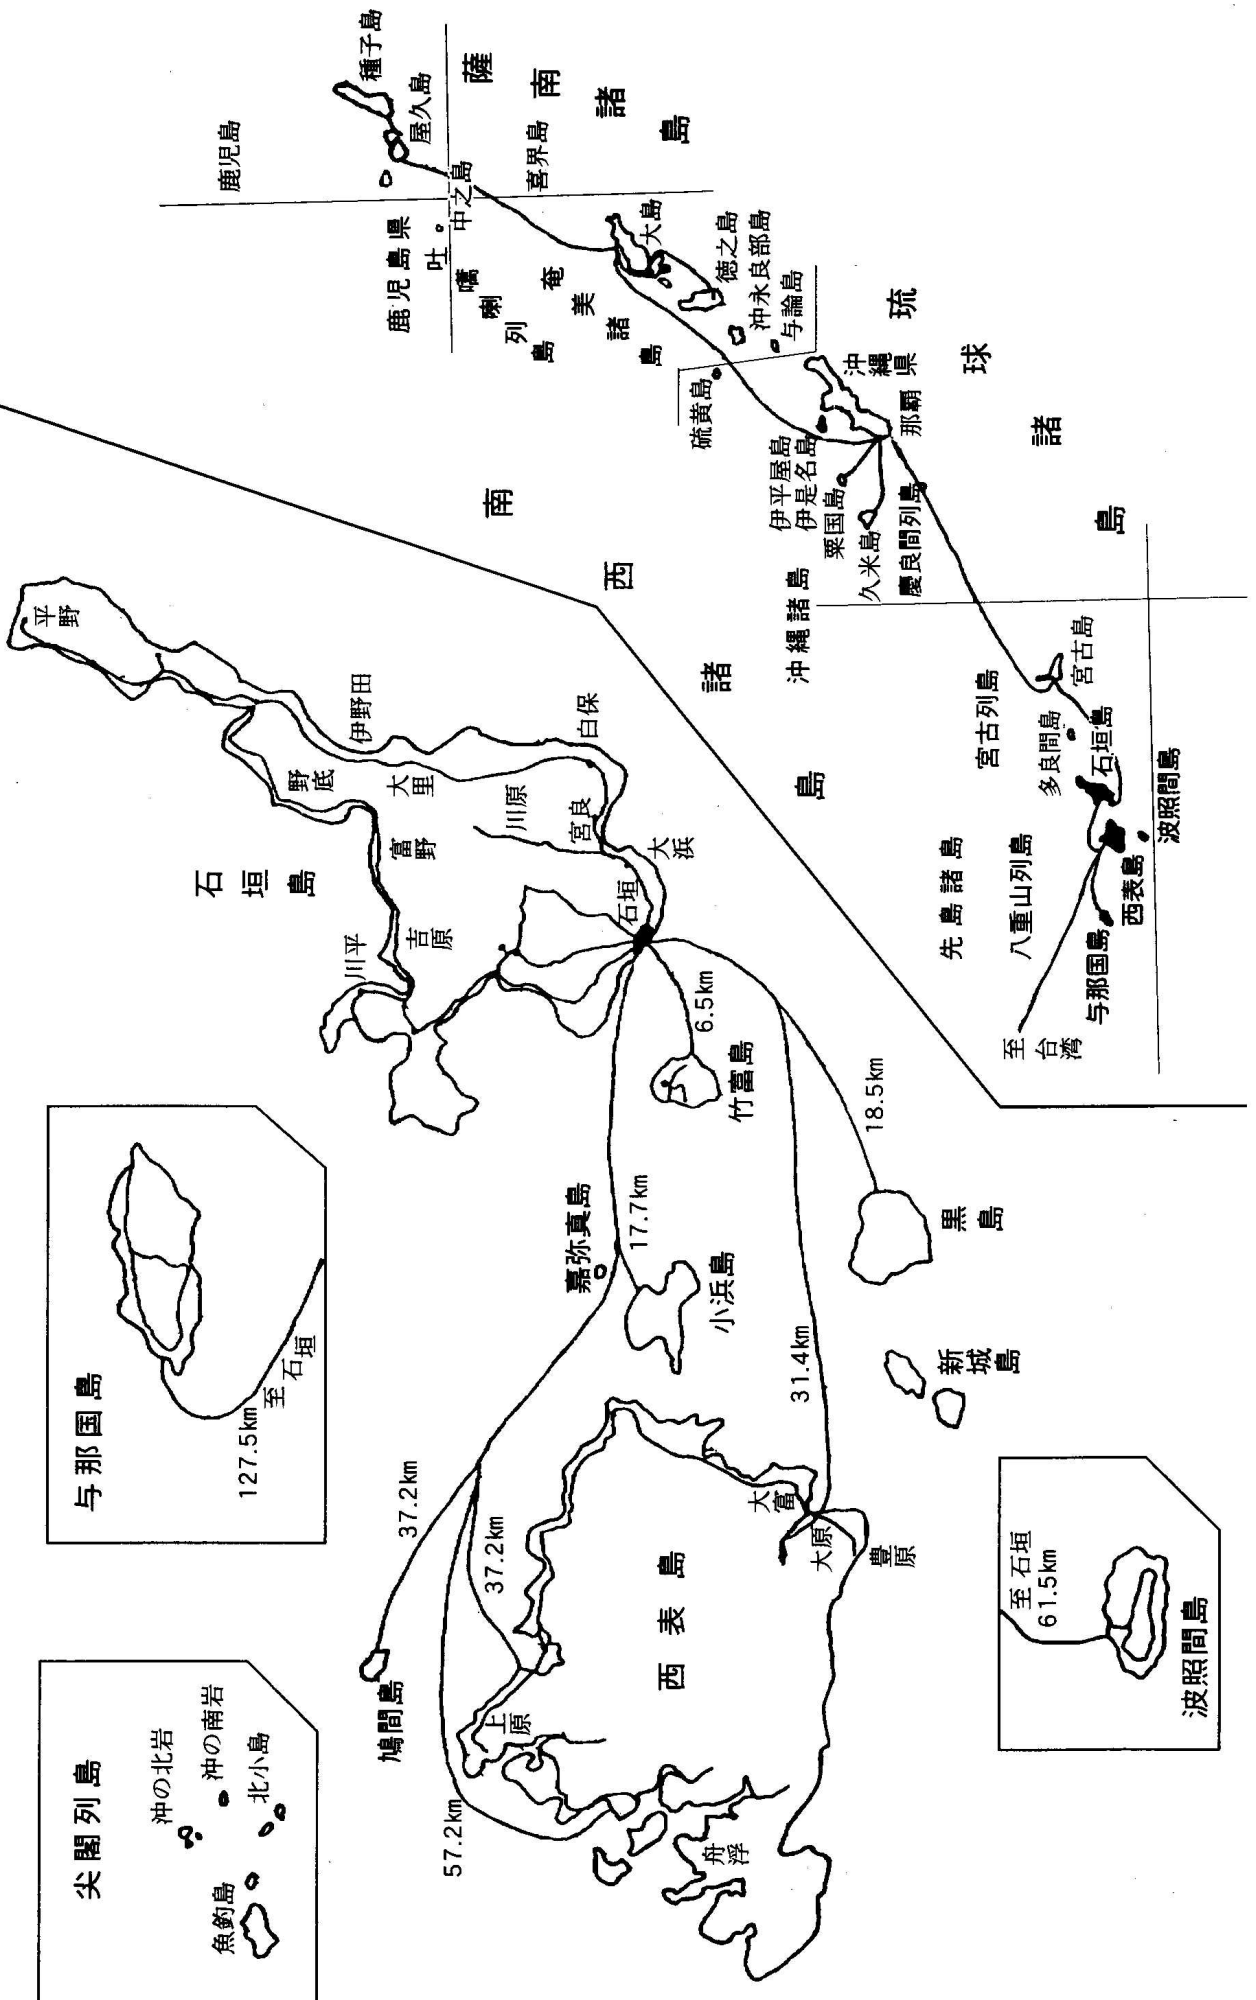 尖閣列島
沖の北岩
沖の南岩
北小島
魚釣島
与那国島
127.5km
至石垣
石垣島
平野
伊野田
野底
大里
白保
川原
宮良
大浜
富野
川平
吉原
石垣
6.5km
竹富島
18.5km
黒島
17.7km
嘉弥真島
小浜島
31.4km
新城島
37.2km
37.2km
57.2km
鳩間島
上原
西表島
大富
大原
豊原
舟浮
至石垣
61.5km
波照間島
南西諸島
鹿児島
種子島
屋久島
薩南諸島
鹿児島県
中之島
吐噶喇列島
喜界島
奄美諸島
大島
徳之島
沖永良部島
与論島
硫黄島
琉球諸島
沖縄県
那覇
伊平屋島
伊是名島
粟国島
久米島
慶良間列島
沖縄諸島
宮古列島
宮古島
多良間島
石垣島
先島諸島
八重山列島
西表島
与那国島
波照間島
至台湾